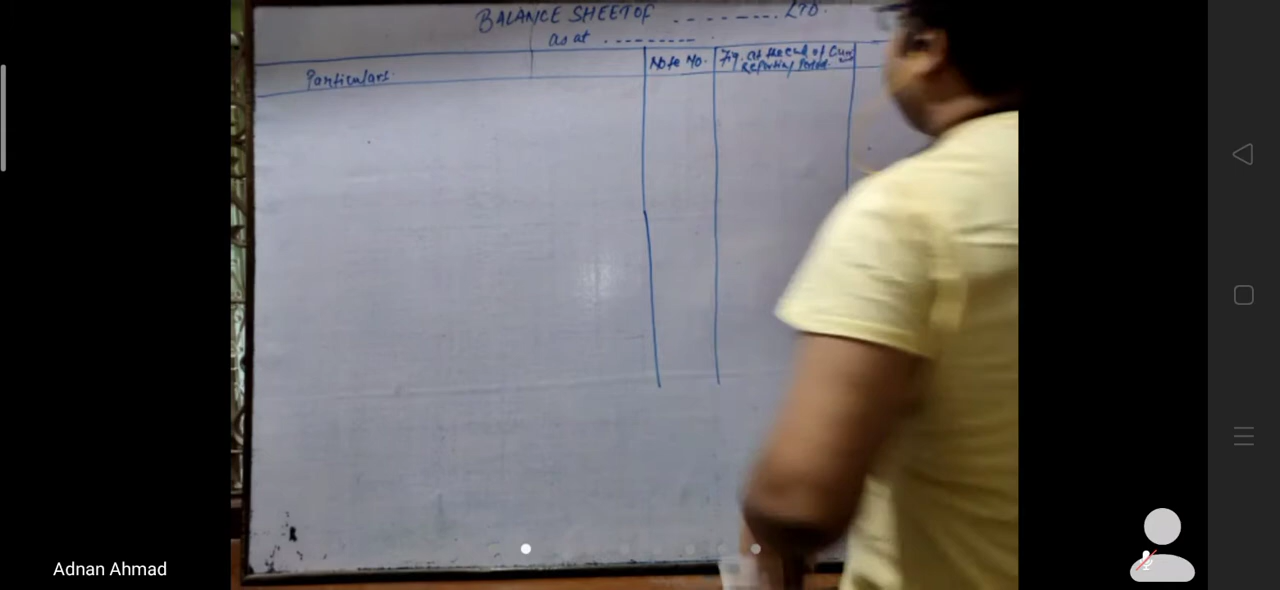 BALANCE SHEET OF ........ LTD.
as at .........
Particulars. Note No. Fig. at the end of Curr Reporting Period.
Adnan Ahmad